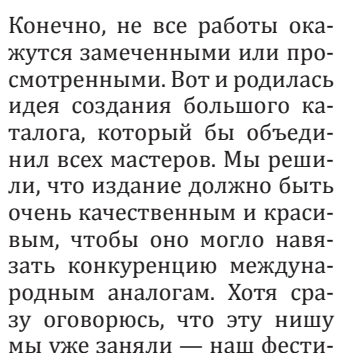 Конечно, не все работы ока-
жутся замеченными или про-
смотренными. Вот и родилась
идея создания большого ка-
талога, который бы объеди-
нил всех мастеров. Мы реши-
ли, что издание должно быть
очень качественным и краси-
вым, чтобы оно могло навя-
зать конкуренцию междуна-
родным аналогам. Хотя сра-
зу оговорюсь, что эту нишу
мы уже заняли — наш фести-